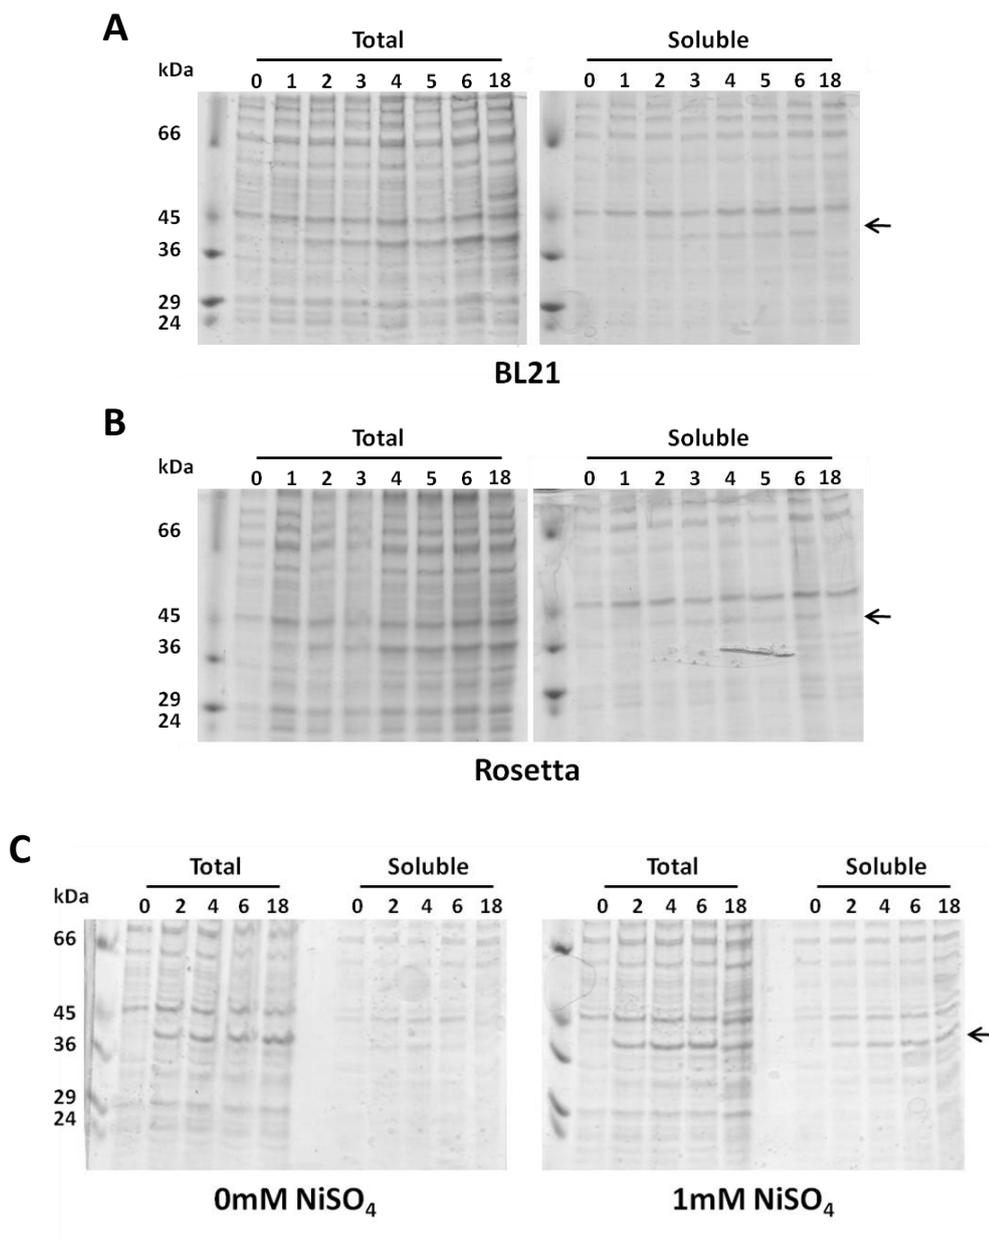 A
Total Soluble
kDa 0 1 2 3 4 5 6 18 0 1 2 3 4 5 6 18
66
45
36
29
24
BL21
B
Total Soluble
kDa 0 1 2 3 4 5 6 18 0 1 2 3 4 5 6 18
66
45
36
29
24
Rosetta
C
Total Soluble Total Soluble
kDa 0 2 4 6 18 0 2 4 6 18 0 2 4 6 18 0 2 4 6 18
66
45
36
29
24
0mM NiSO₄ 1mM NiSO₄